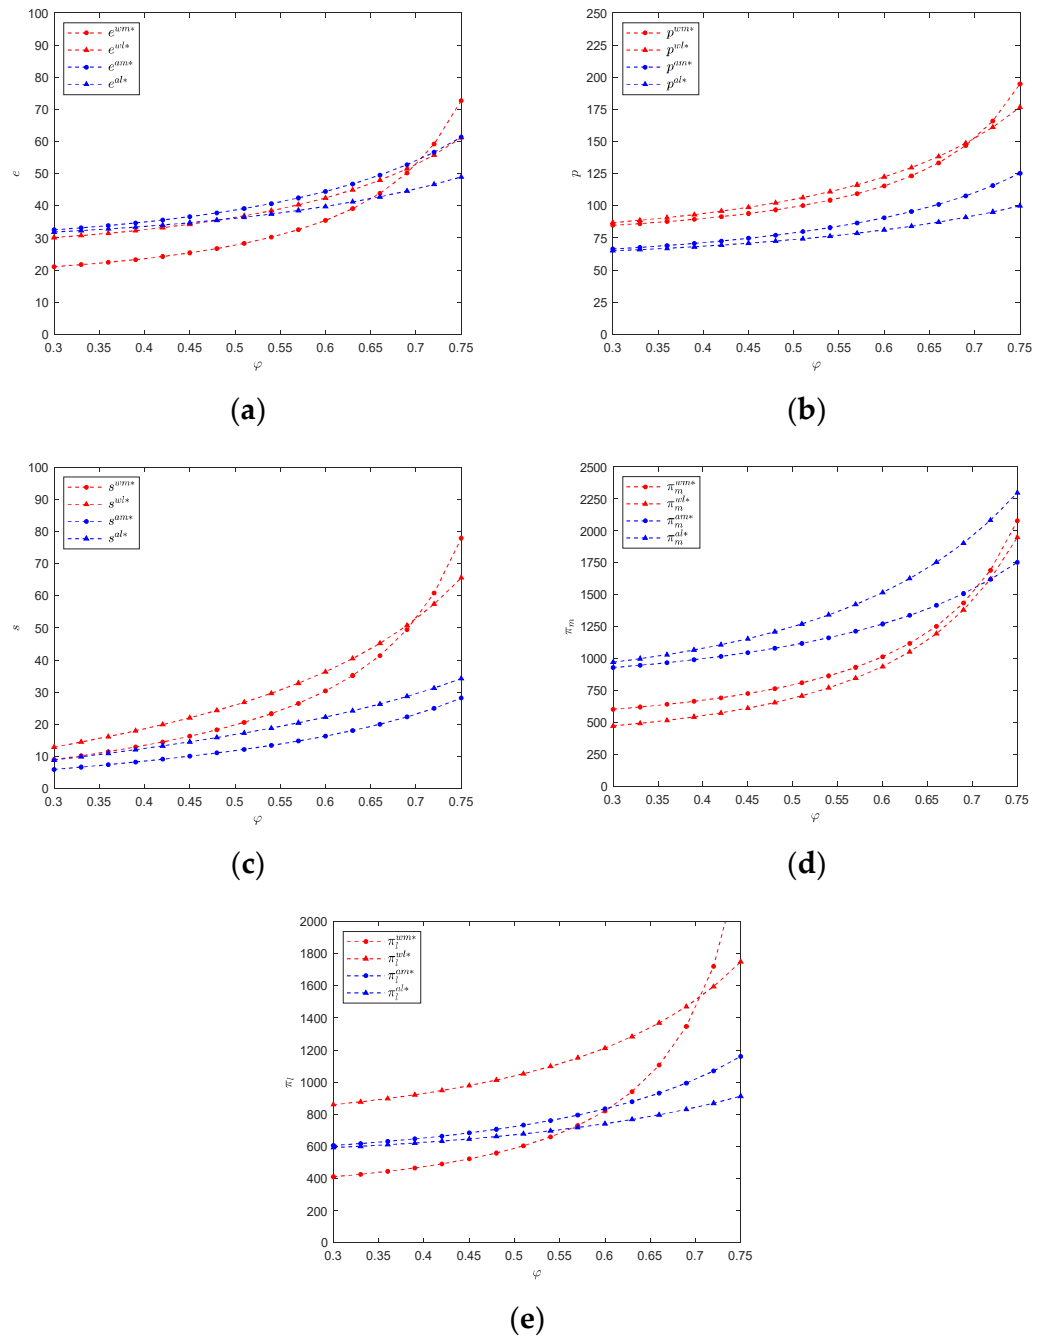 100
90
80
70
60
50
40
30
20
10
0
e
e^{wm*}
e^{wl*}
e^{am*}
e^{al*}
0.3 0.35 0.4 0.45 0.5 0.55 0.6 0.65 0.7 0.75
φ
(a)
250
225
200
175
150
125
100
75
50
25
0
p
p^{wm*}
p^{wl*}
p^{am*}
p^{al*}
0.3 0.35 0.4 0.45 0.5 0.55 0.6 0.65 0.7 0.75
φ
(b)
100
90
80
70
60
50
40
30
20
10
0
s
s^{wm*}
s^{wl*}
s^{am*}
s^{al*}
0.3 0.35 0.4 0.45 0.5 0.55 0.6 0.65 0.7 0.75
φ
(c)
2500
2250
2000
1750
1500
1250
1000
750
500
250
0
π_m
π_m^{wm*}
π_m^{wl*}
π_m^{am*}
π_m^{al*}
0.3 0.35 0.4 0.45 0.5 0.55 0.6 0.65 0.7 0.75
φ
(d)
2000
1800
1600
1400
1200
1000
800
600
400
200
0
π_l
π_l^{wm*}
π_l^{wl*}
π_l^{am*}
π_l^{al*}
0.3 0.35 0.4 0.45 0.5 0.55 0.6 0.65 0.7 0.75
φ
(e)